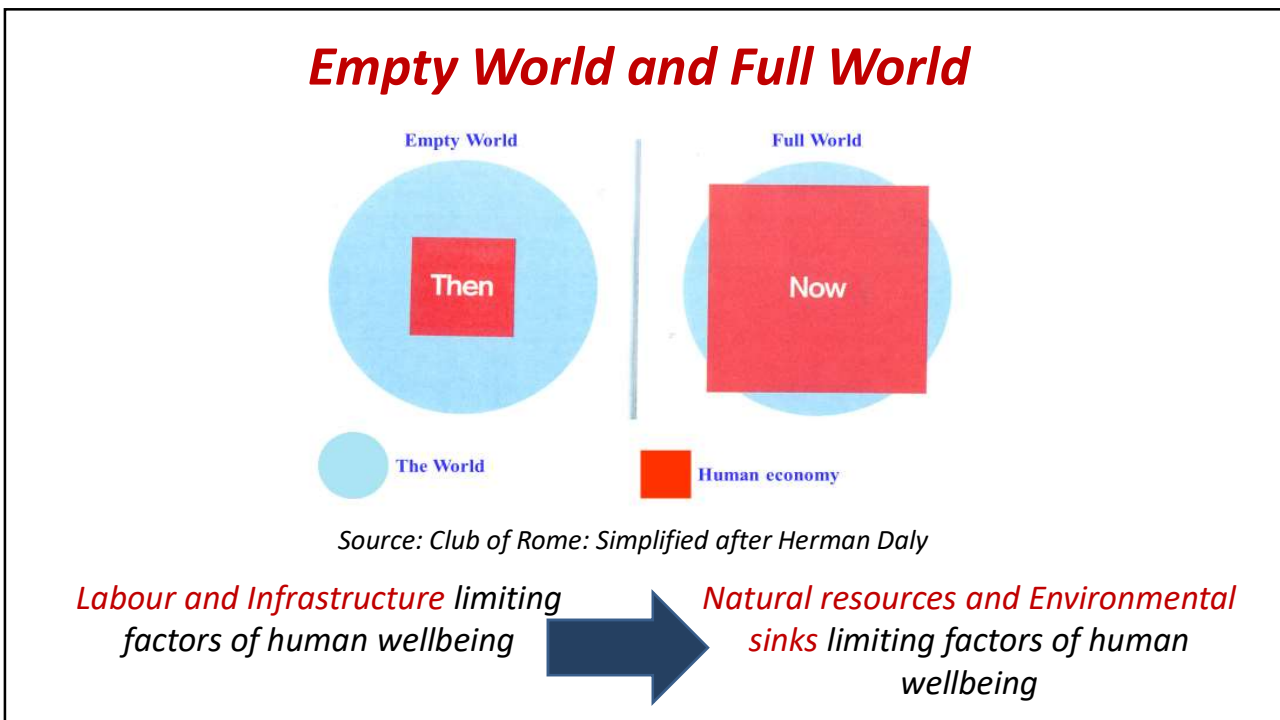 Empty World and Full World
Empty World
Full World
Then
Now
The World
Human economy
Source: Club of Rome: Simplified after Herman Daly
Labour and Infrastructure limiting
factors of human wellbeing
Natural resources and Environmental
sinks limiting factors of human
wellbeing